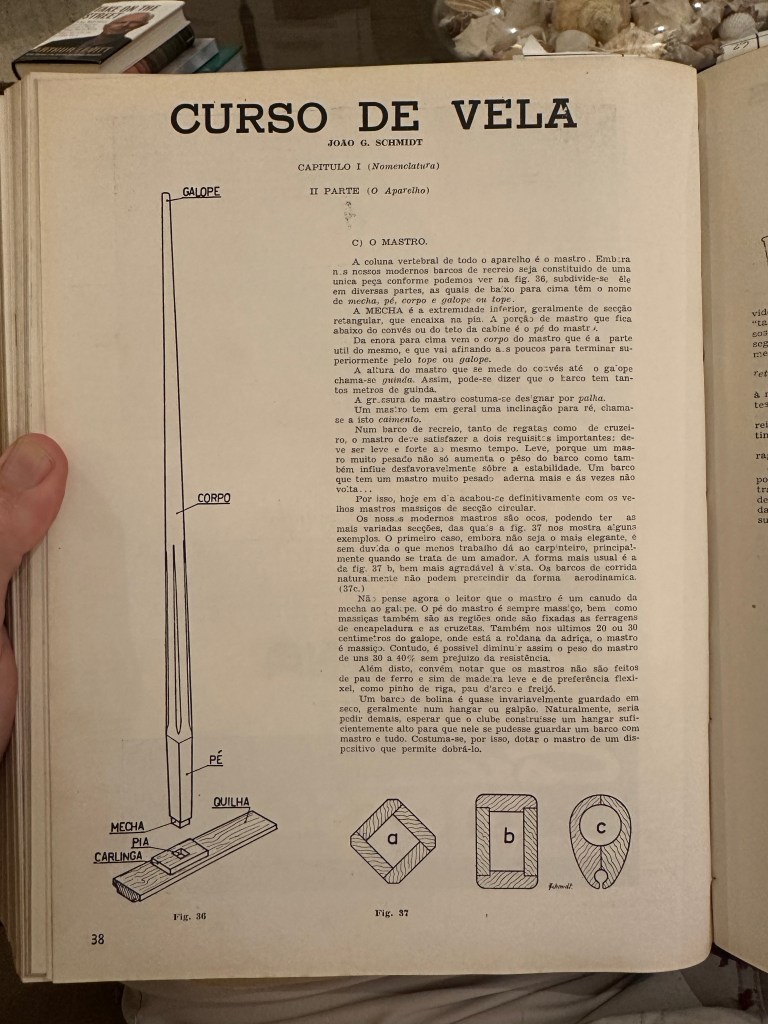 TAKE ON THE
STREET
ARTHUR LEVITT
29
CURSO DE VELA
JOAO G. SCHMIDT
CAPITULO I (Nomenclatura)
II PARTE (O Aparelho)
GALOPE
CORPO
PÉ
QUILHA
MECHA
PIA
CARLINGA
Fig. 36
C) O MASTRO.
A coluna vertebral de todo o aparelho é o mastro. Embora
nos nossos modernos barcos de recreio seja constituido de uma
unica peça conforme podemos ver na fig. 36, subdivide-se êle
em diversas partes, as quais de baixo para cima têm o nome
de mecha, pé, corpo e galope ou tope.
A MECHA é a extremidade inferior, geralmente de secção
retangular, que encaixa na pia. A porção de mastro que fica
abaixo do convés ou do teto da cabine é o pé do mastro.
Da enora para cima vem o corpo do mastro que é a parte
util do mesmo, e que vai afinando aos poucos para terminar su-
periormente pelo tope ou galope.
A altura do mastro que se mede do convés até o galope
chama-se guinda. Assim, pode-se dizer que o barco tem tan-
tos metros de guinda.
A grossura do mastro costuma-se designar por palha.
Um mastro tem em geral uma inclinação para ré, chama-
se a isto caimento.
Num barco de recreio, tanto de regatas como de cruzei-
ro, o mastro deve satisfazer a dois requisitos importantes: de-
ve ser leve e forte ao mesmo tempo. Leve, porque um mas-
ro muito pesado não só aumenta o pêso do barco como tam-
bém influe desfavoravelmente sôbre a estabilidade. Um barco
que tem um mastro muito pesado aderna mais e ás vezes não
volta...
Por isso, hoje em dia acabou-se definitivamente com os ve-
lhos mastros massiços de secção circular.
Os nossos modernos mastros são ocos, podendo ter as
mais variadas secções, das quais a fig. 37 nos mostra alguns
exemplos. O primeiro caso, embora não seja o mais elegante, é
sem duvida o que menos trabalho dá ao carpinteiro, principal-
mente quando se trata de um amador. A forma mais usual é a
da fig. 37 b, bem mais agradável à vista. Os barcos de corrida
naturalmente não podem prescindir da forma aerodinamica.
(37c.)
Não pense agora o leitor que o mastro é um canudo da
mecha ao galope. O pé do mastro é sempre massiço, bem como
massiças também são as regiões onde são fixadas as ferragens
de encapeladura e as cruzetas. Também nos ultimos 20 ou 30
centimetros do galope, onde está a roldana da adriça, o mastro
é massiço. Contudo, é possivel diminuir assim o peso do mastro
de uns 30 a 40% sem prejuizo da resistência.
Além disto, convém notar que os mastros não são feitos
de pau de ferro e sim de madeira leve e de preferência flexi-
xel, como pinho de riga, pau d'arco e freijó.
Um barco de bolina é quase invariavelmente guardado em
seco, geralmente num hangar ou galpão. Naturalmente, seria
pedir demais, esperar que o clube construisse um hangar sufi-
cientemente alto para que nele se pudesse guardar um barco com
mastro e tudo. Costuma-se, por isso, dotar o mastro de um dis-
positivo que permite dobrá-lo.
a
b
c
Schmidt.
Fig. 37
38